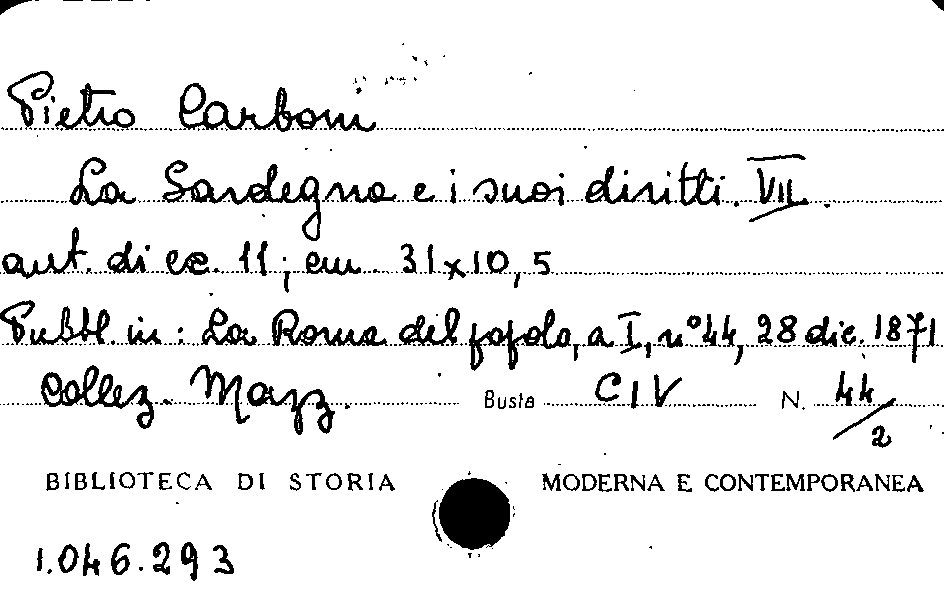 Pietro Carboni
La Sardegna e i suoi diritti. VII.
aut. di cc. 11; cm. 31x10,5
Pubbl. in: La Roma del popolo, a I, n° 44, 28 dic. 1871
Collez. Mazz. Busta CIV N. 44/2
BIBLIOTECA DI STORIA MODERNA E CONTEMPORANEA
1.046.293